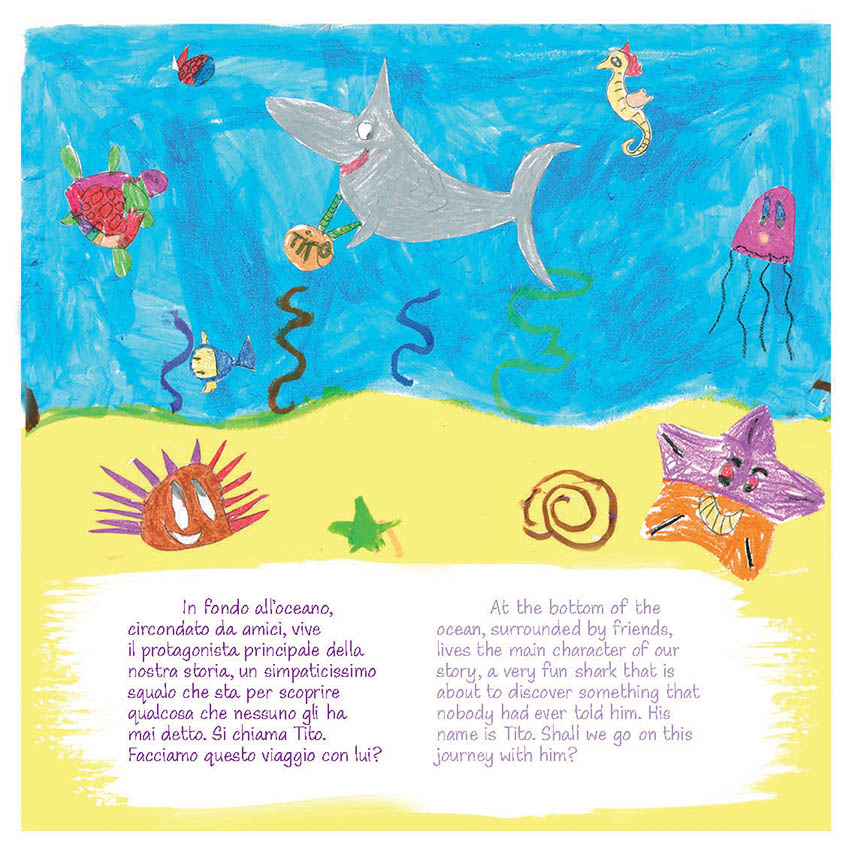 TITO
In fondo all'oceano,
circondato da amici, vive
il protagonista principale della
nostra storia, un simpaticissimo
squalo che sta per scoprire
qualcosa che nessuno gli ha
mai detto. Si chiama Tito.
Facciamo questo viaggio con lui?
At the bottom of the
ocean, surrounded by friends,
lives the main character of our
story, a very fun shark that is
about to discover something that
nobody had ever told him. His
name is Tito. Shall we go on this
journey with him?